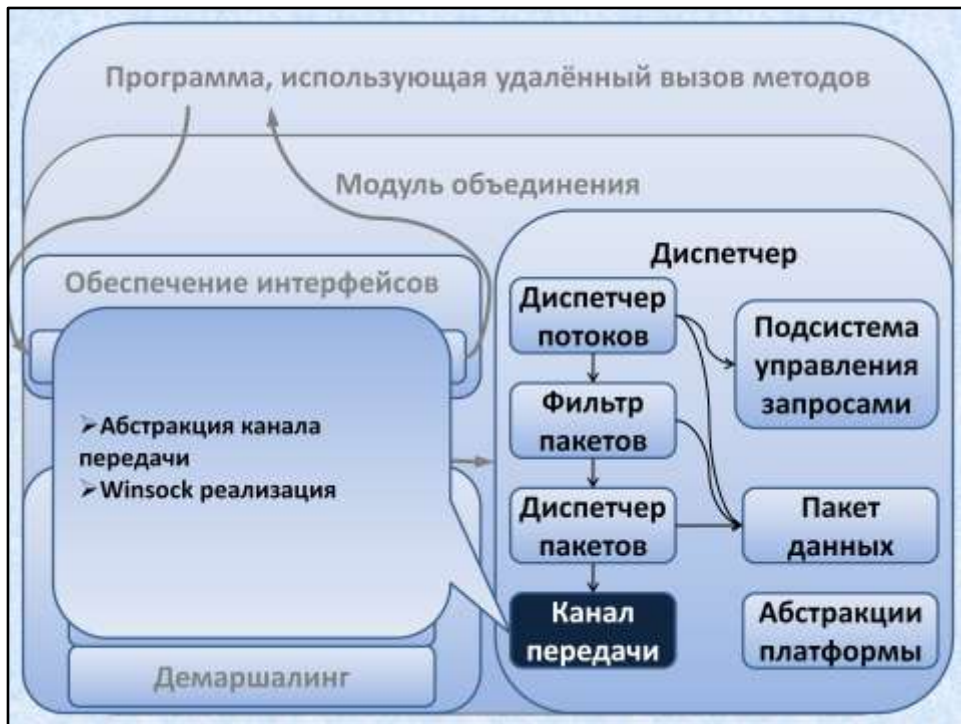 Программа, использующая удалённый вызов методов
Модуль объединения
Обеспечение интерфейсов
➢Абстракция канала
передачи
➢Winsock реализация
Демаршалинг
Диспетчер
Диспетчер
потоков
Фильтр
пакетов
Диспетчер
пакетов
Канал
передачи
Подсистема
управления
запросами
Пакет
данных
Абстракции
платформы